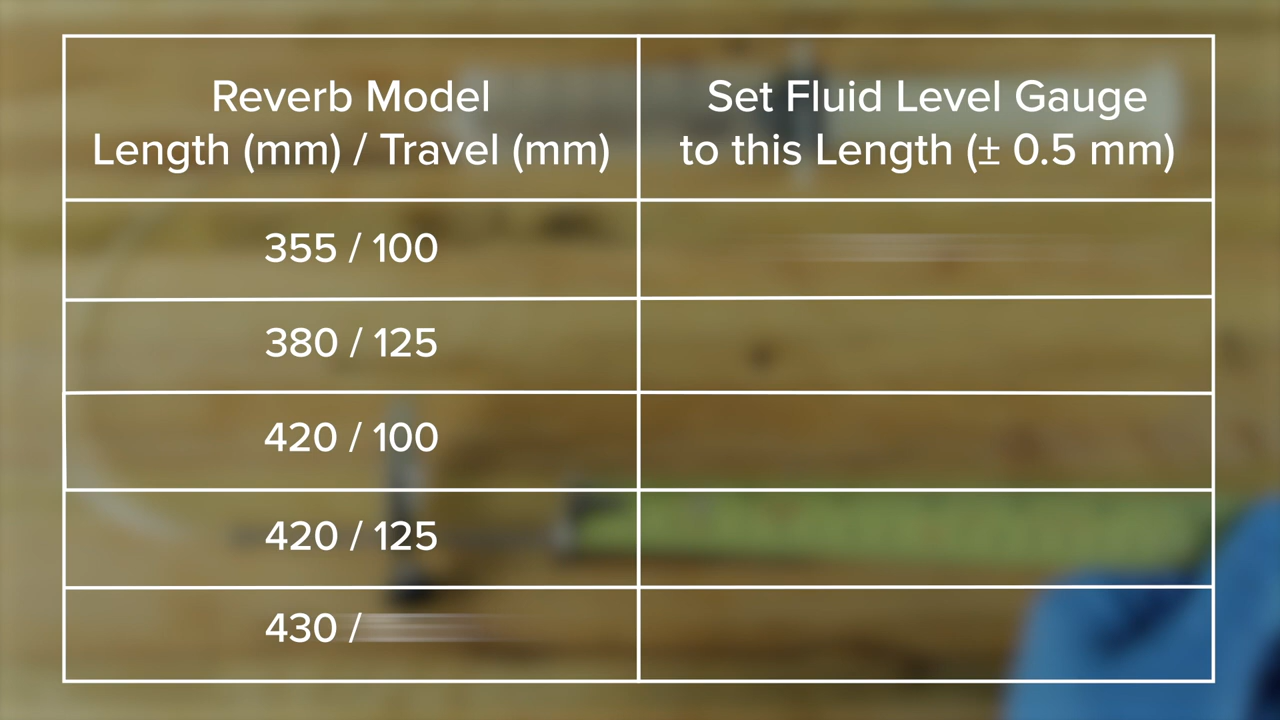 Reverb Model
Length (mm) / Travel (mm)
Set Fluid Level Gauge
to this Length (± 0.5 mm)
355 / 100
380 / 125
420 / 100
420 / 125
430 /